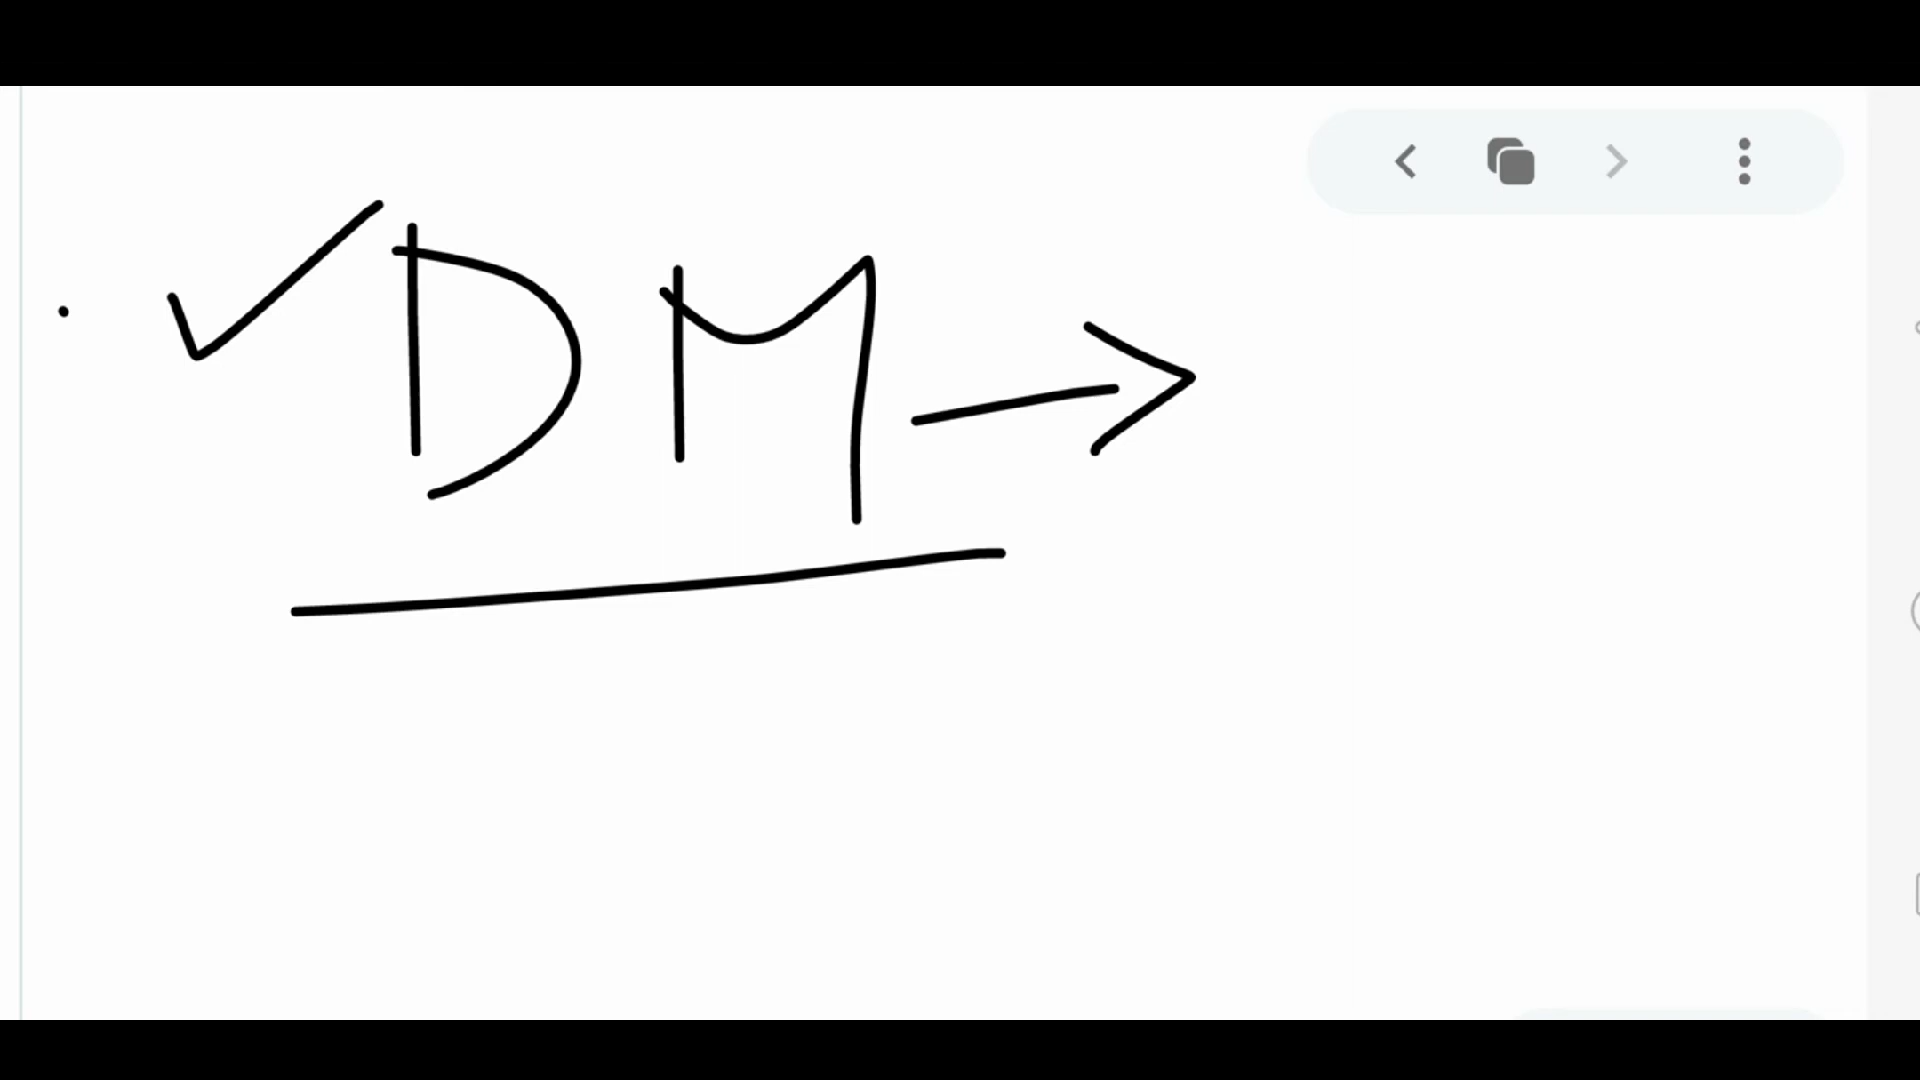 ✓ DM →